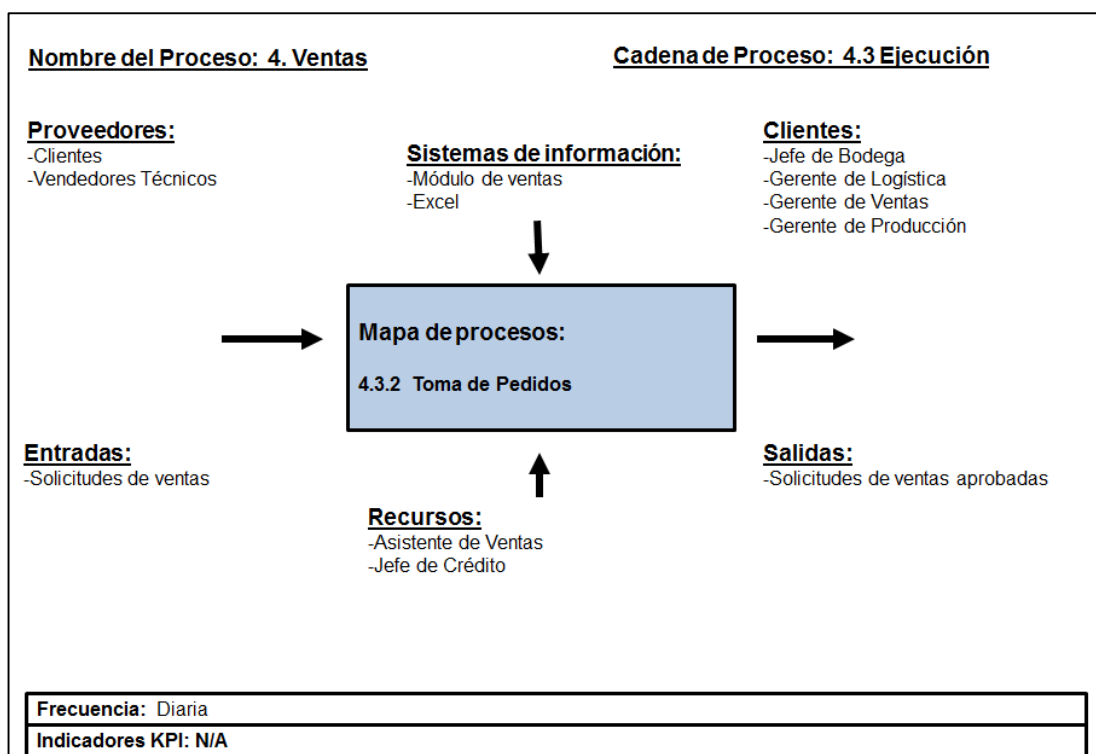 Nombre del Proceso: 4. Ventas
Cadena de Proceso: 4.3 Ejecución
Proveedores:
-Clientes
-Vendedores Técnicos
Sistemas de información:
-Módulo de ventas
-Excel
Clientes:
-Jefe de Bodega
-Gerente de Logística
-Gerente de Ventas
-Gerente de Producción
Mapa de procesos:
4.3.2 Toma de Pedidos
Entradas:
-Solicitudes de ventas
Recursos:
-Asistente de Ventas
-Jefe de Crédito
Salidas:
-Solicitudes de ventas aprobadas
Frecuencia: Diaria
Indicadores KPI: N/A